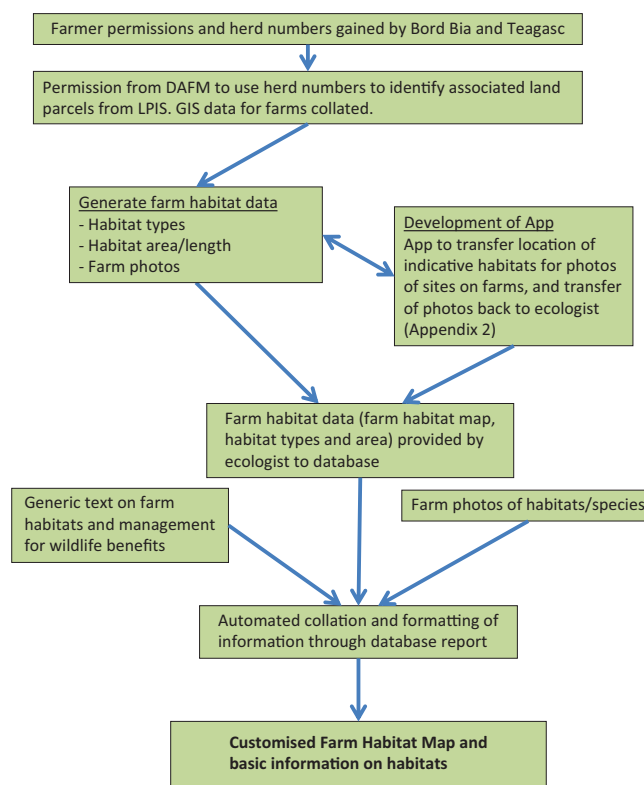 Farmer permissions and herd numbers gained by Bord Bia and Teagasc
Permission from DAFM to use herd numbers to identify associated land
parcels from LPIS. GIS data for farms collated.
Generate farm habitat data
- Habitat types
- Habitat area/length
- Farm photos
Development of App
App to transfer location of
indicative habitats for photos
of sites on farms, and transfer
of photos back to ecologist
(Appendix 2)
Farm habitat data (farm habitat map,
habitat types and area) provided by
ecologist to database
Generic text on farm
habitats and management
for wildlife benefits
Farm photos of habitats/species
Automated collation and formatting of
information through database report
Customised Farm Habitat Map and
basic information on habitats